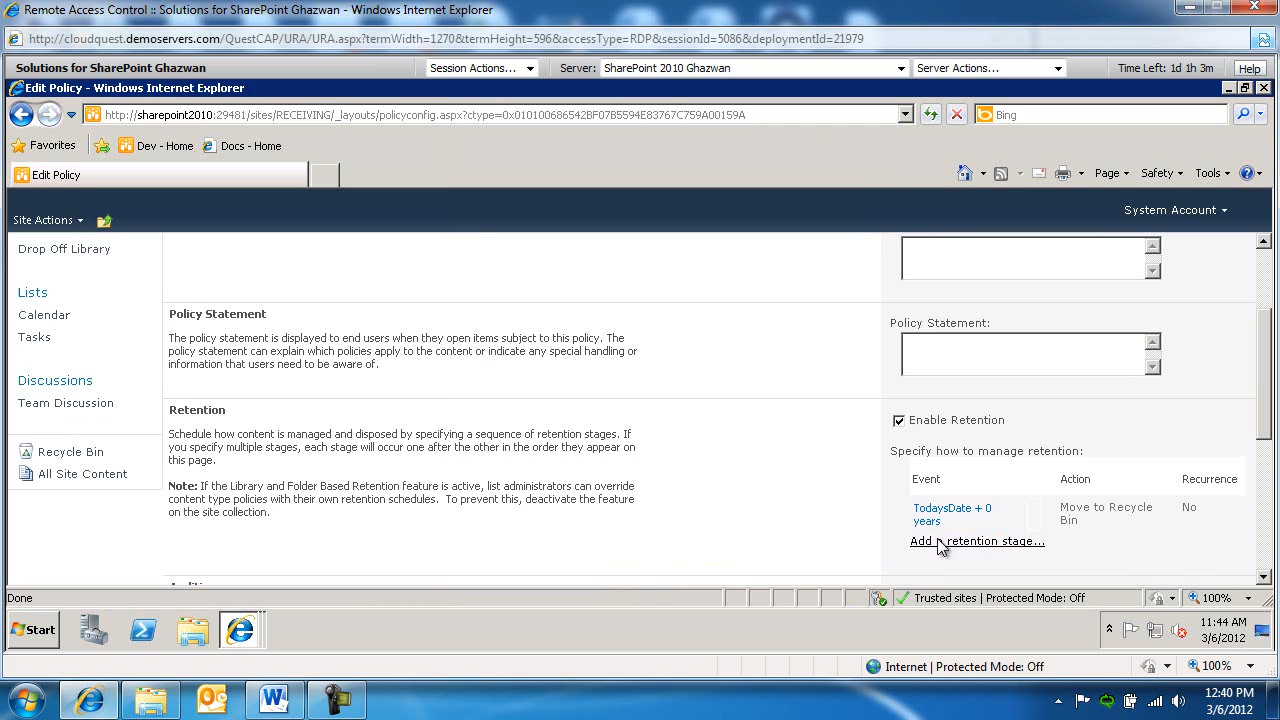 Remote Access Control :: Solutions for SharePoint Ghazwan - Windows Internet Explorer
http://cloudquest.demoservers.com/QuestCAP/URA/URA.aspx?termWidth=1270&termHeight=596&accessType=RDP&sessionId=5086&deploymentId=21979
Solutions for SharePoint Ghazwan Session Actions... Server: SharePoint 2010 Ghazwan Server Actions... Time Left: 1d 1h 3m Help
Edit Policy - Windows Internet Explorer
http://sharepoint2010:29481/sites/RECEIVING/_layouts/policyconfig.aspx?ctype=0x010100686542BF07B5594E83767C759A00159A Bing
Favorites Dev - Home Docs - Home
Edit Policy Page Safety Tools
Site Actions System Account
Drop Off Library
Lists
Calendar
Tasks
Discussions
Team Discussion
Recycle Bin
All Site Content
Policy Statement
The policy statement is displayed to end users when they open items subject to this policy. The
policy statement can explain which policies apply to the content or indicate any special handling or
information that users need to be aware of.
Policy Statement:
Retention
Schedule how content is managed and disposed by specifying a sequence of retention stages. If
you specify multiple stages, each stage will occur one after the other in the order they appear on
this page.
Note: If the Library and Folder Based Retention feature is active, list administrators can override
content type policies with their own retention schedules. To prevent this, deactivate the feature
on the site collection.
Enable Retention
Specify how to manage retention:
Event Action Recurrence
TodaysDate + 0 years Move to Recycle Bin No
Add retention stage...
Done Trusted sites | Protected Mode: Off 100%
Start 11:44 AM
3/6/2012
Internet | Protected Mode: Off 100%
12:40 PM
3/6/2012